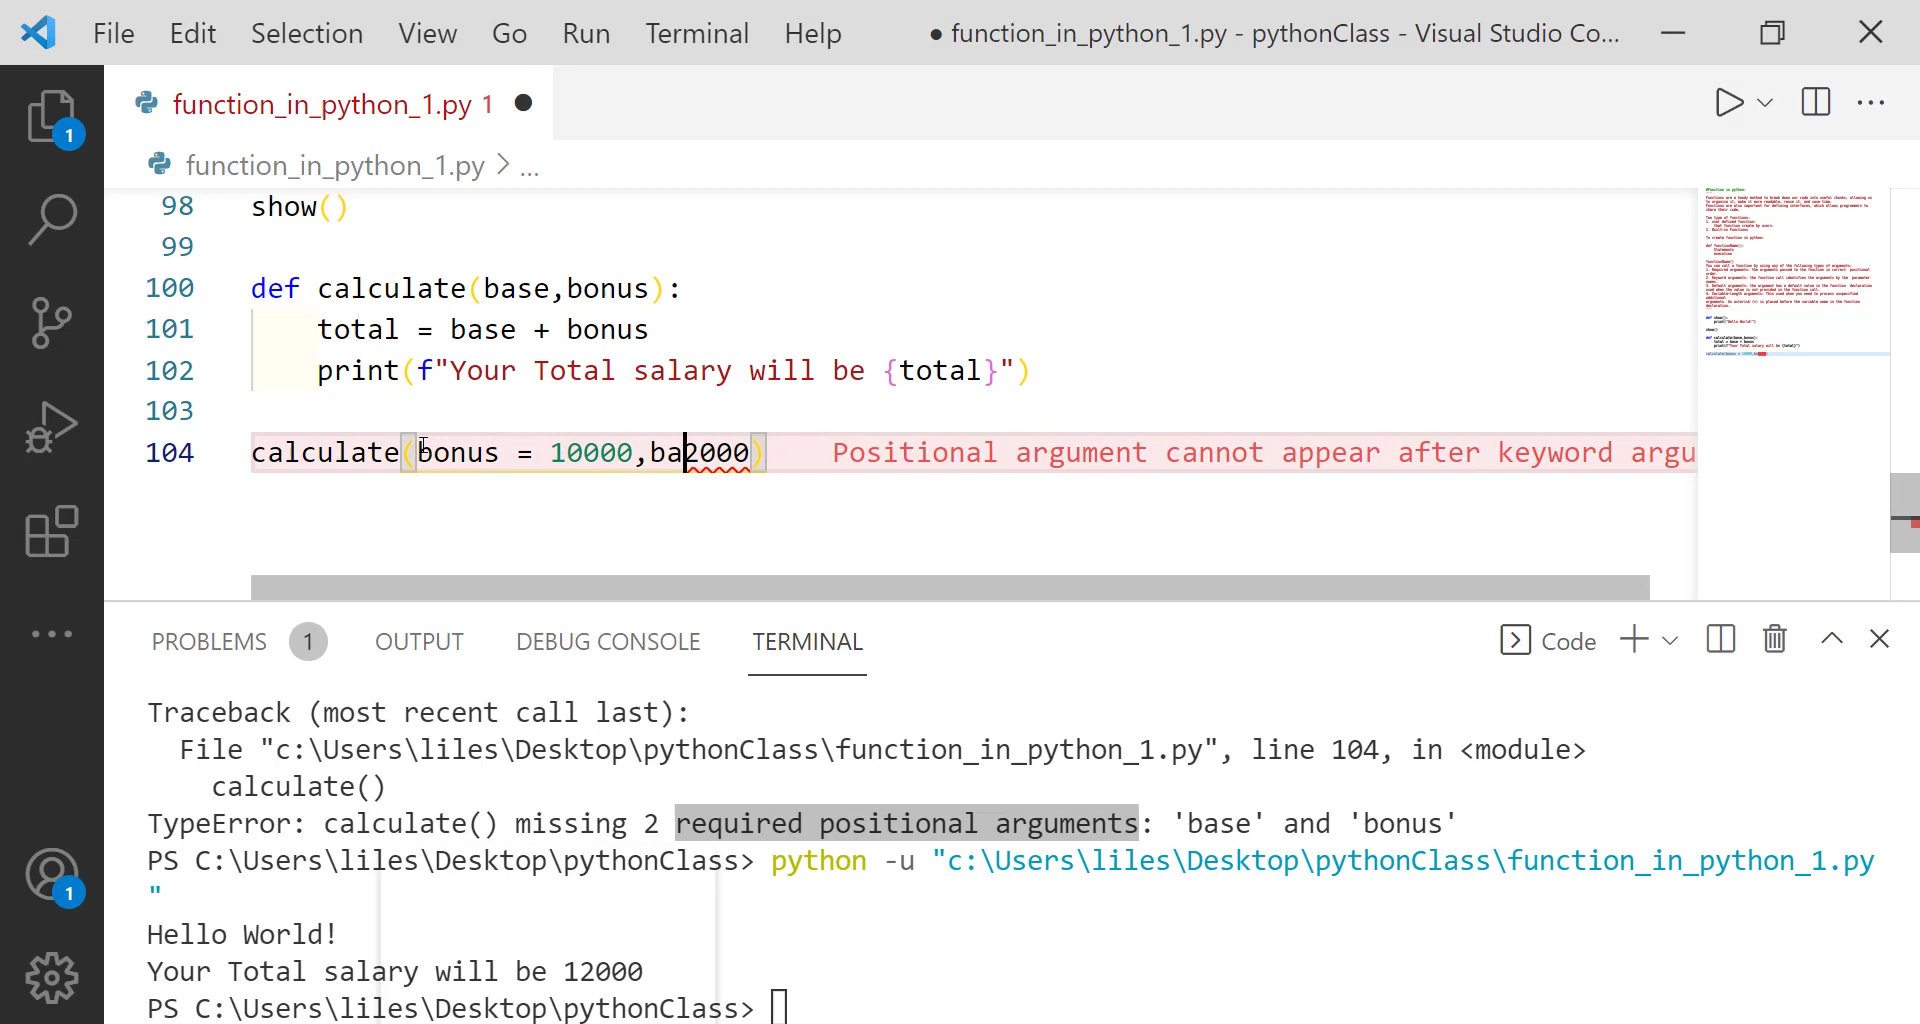 File Edit Selection View Go Run Terminal Help ● function_in_python_1.py - pythonClass - Visual Studio Co...
function_in_python_1.py 1
function_in_python_1.py > ...
98 show()
99
100 def calculate(base,bonus):
101 total = base + bonus
102 print(f"Your Total salary will be {total}")
103
104 calculate(bonus = 10000,ba2000) Positional argument cannot appear after keyword argu
PROBLEMS 1 OUTPUT DEBUG CONSOLE TERMINAL Code
Traceback (most recent call last):
File "c:\Users\liles\Desktop\pythonClass\function_in_python_1.py", line 104, in <module>
calculate()
TypeError: calculate() missing 2 required positional arguments: 'base' and 'bonus'
PS C:\Users\liles\Desktop\pythonClass> python -u "c:\Users\liles\Desktop\pythonClass\function_in_python_1.py
"
Hello World!
Your Total salary will be 12000
PS C:\Users\liles\Desktop\pythonClass>
1
1